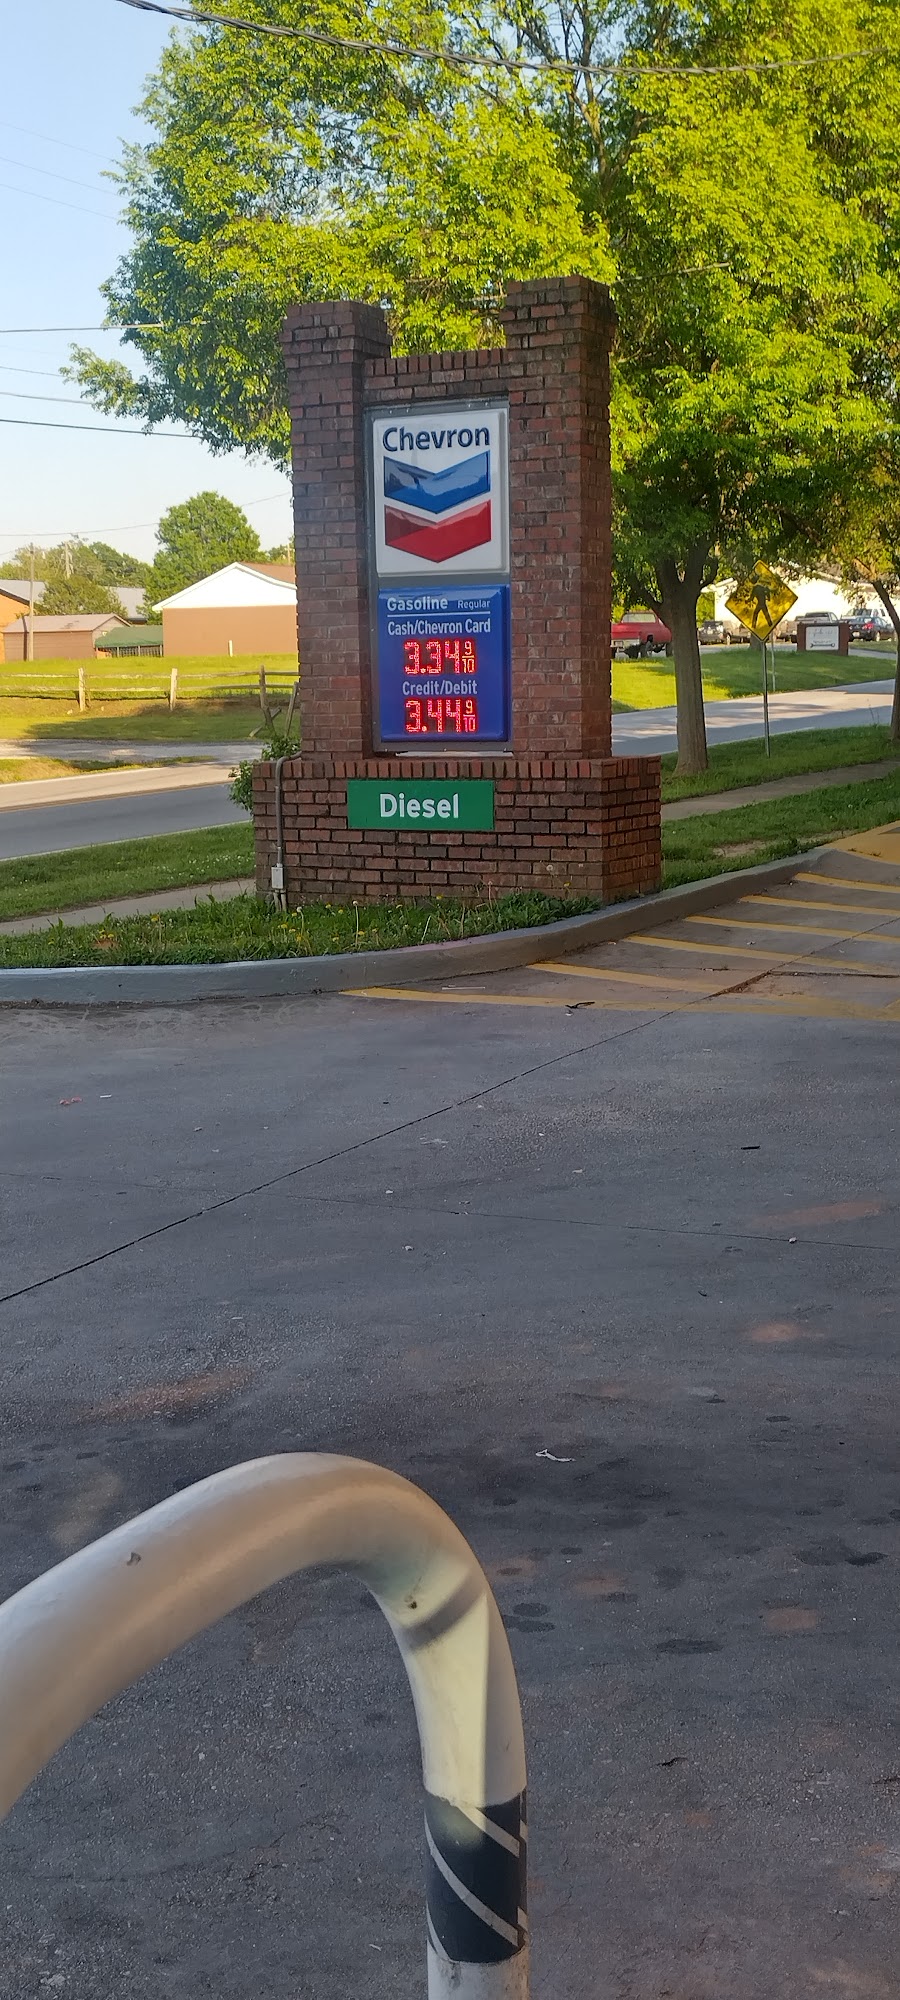 Chevron
Gasoline Regular
Cash/Chevron Card
3.34 9/10
Credit/Debit
3.44 9/10
Diesel